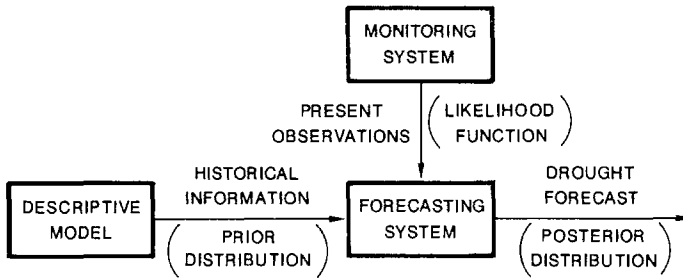 MONITORING
SYSTEM
PRESENT
OBSERVATIONS
(LIKELIHOOD
FUNCTION)
HISTORICAL
INFORMATION
DROUGHT
FORECAST
DESCRIPTIVE
MODEL
FORECASTING
SYSTEM
(PRIOR
DISTRIBUTION)
(POSTERIOR
DISTRIBUTION)